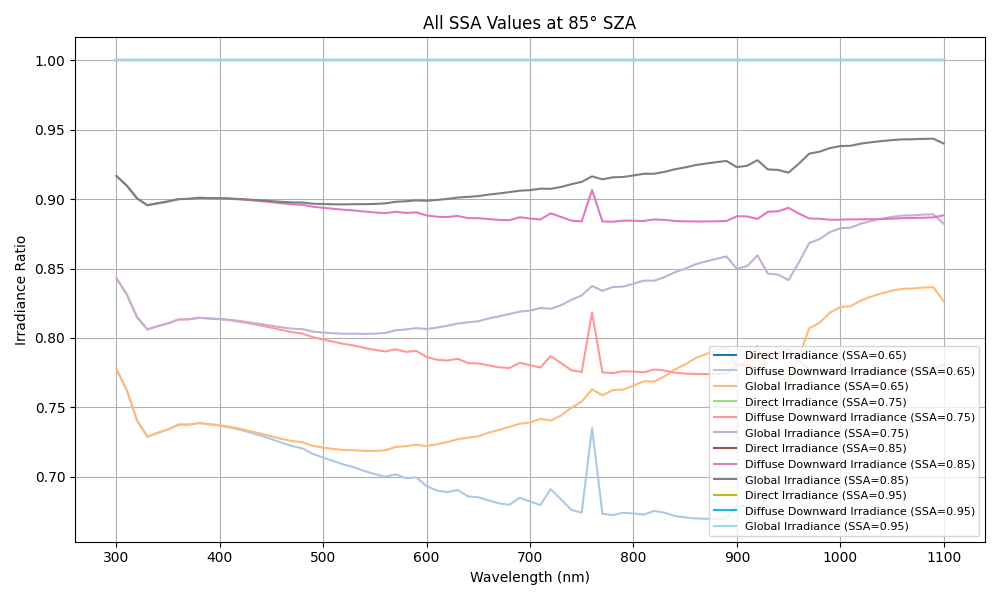 All SSA Values at 85° SZA
Irradiance Ratio
1.00
0.95
0.90
0.85
0.80
0.75
0.70
300
400
500
600
700
800
900
1000
1100
Wavelength (nm)
Direct Irradiance (SSA=0.65)
Diffuse Downward Irradiance (SSA=0.65)
Global Irradiance (SSA=0.65)
Direct Irradiance (SSA=0.75)
Diffuse Downward Irradiance (SSA=0.75)
Global Irradiance (SSA=0.75)
Direct Irradiance (SSA=0.85)
Diffuse Downward Irradiance (SSA=0.85)
Global Irradiance (SSA=0.85)
Direct Irradiance (SSA=0.95)
Diffuse Downward Irradiance (SSA=0.95)
Global Irradiance (SSA=0.95)